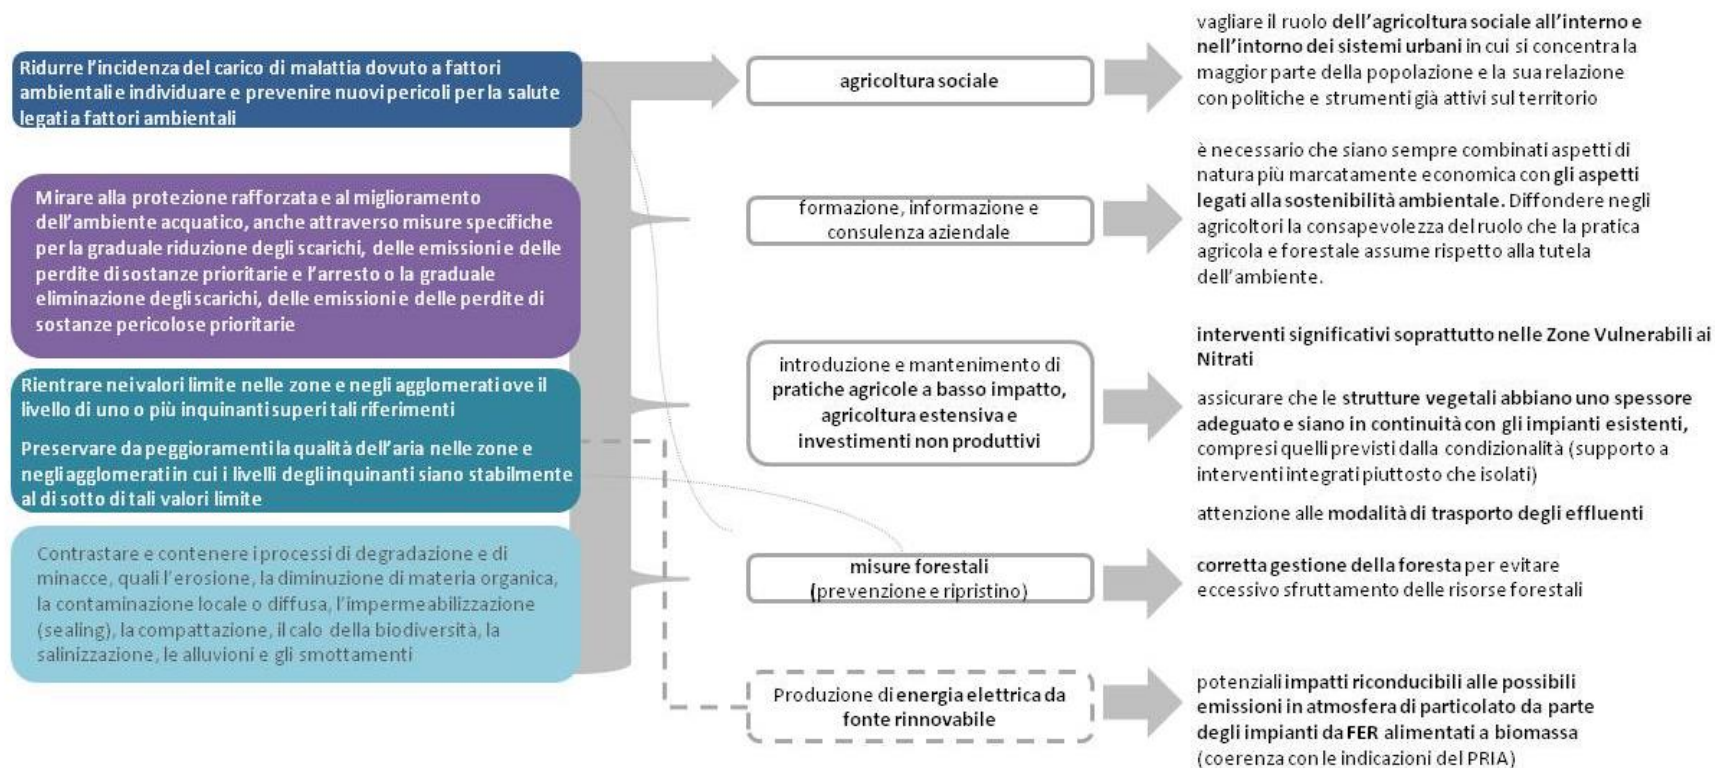 Ridurre l'incidenza del carico di malattia dovuto a fattori
ambientali e individuare e prevenire nuovi pericoli per la salute
legati a fattori ambientali
Mirare alla protezione rafforzata e al miglioramento
dell'ambiente acquatico, anche attraverso misure specifiche
per la graduale riduzione degli scarichi, delle emissioni e delle
perdite di sostanze prioritarie e l'arresto o la graduale
eliminazione degli scarichi, delle emissioni e delle perdite di
sostanze pericolose prioritarie
Rientrare nei valori limite nelle zone e negli agglomerati ove il
livello di uno o più inquinanti superi tali riferimenti
Preservare da peggioramenti la qualità dell'aria nelle zone e
negli agglomerati in cui i livelli degli inquinanti siano stabilmente
al di sotto di tali valori limite
Contrastare e contenere i processi di degradazione e di
minacce, quali l'erosione, la diminuzione di materia organica,
la contaminazione locale o diffusa, l'impermeabilizzazione
(sealing), la compattazione, il calo della biodiversità, la
salinizzazione, le alluvioni e gli smottamenti
agricoltura sociale
formazione, informazione e
consulenza aziendale
introduzione e mantenimento di
pratiche agricole a basso impatto,
agricoltura estensiva e
investimenti non produttivi
misure forestali
(prevenzione e ripristino)
Produzione di energia elettrica da
fonte rinnovabile
vagliare il ruolo dell'agricoltura sociale all'interno e
nell'intorno dei sistemi urbani in cui si concentra la
maggior parte della popolazione e la sua relazione
con politiche e strumenti già attivi sul territorio
è necessario che siano sempre combinati aspetti di
natura più marcatamente economica con gli aspetti
legati alla sostenibilità ambientale. Diffondere negli
agricoltori la consapevolezza del ruolo che la pratica
agricola e forestale assume rispetto alla tutela
dell'ambiente.
interventi significativi soprattutto nelle Zone Vulnerabili ai
Nitrati
assicurare che le strutture vegetali abbiano uno spessore
adeguato e siano in continuità con gli impianti esistenti,
compresi quelli previsti dalla condizionalità (supporto a
interventi integrati piuttosto che isolati)
attenzione alle modalità di trasporto degli effluenti
corretta gestione della foresta per evitare
eccessivo sfruttamento delle risorse forestali
potenziali impatti riconducibili alle possibili
emissioni in atmosfera di particolato da parte
degli impianti da FER alimentati a biomassa
(coerenza con le indicazioni del PRIA)